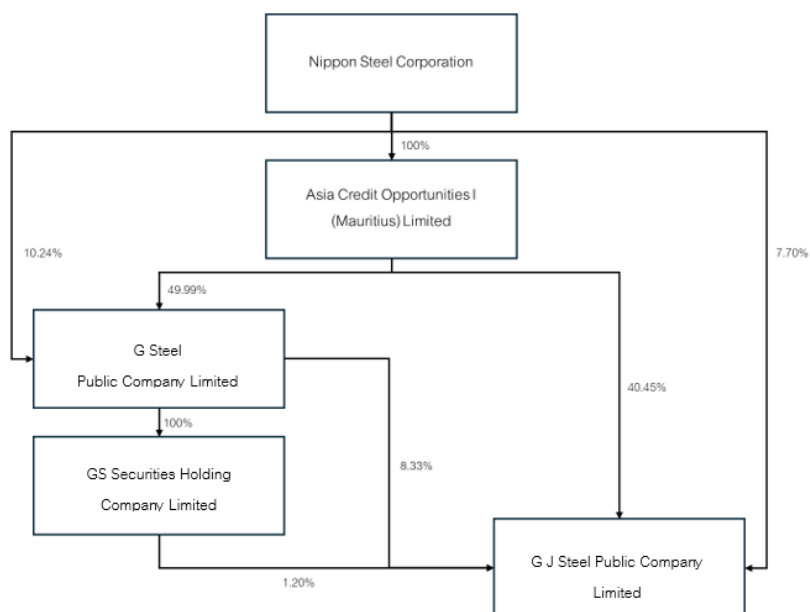 Nippon Steel Corporation
100%
Asia Credit Opportunities I
(Mauritius) Limited
10.24%
7.70%
49.99%
G Steel
Public Company Limited
40.45%
100%
GS Securities Holding
Company Limited
8.33%
G J Steel Public Company
Limited
1.20%